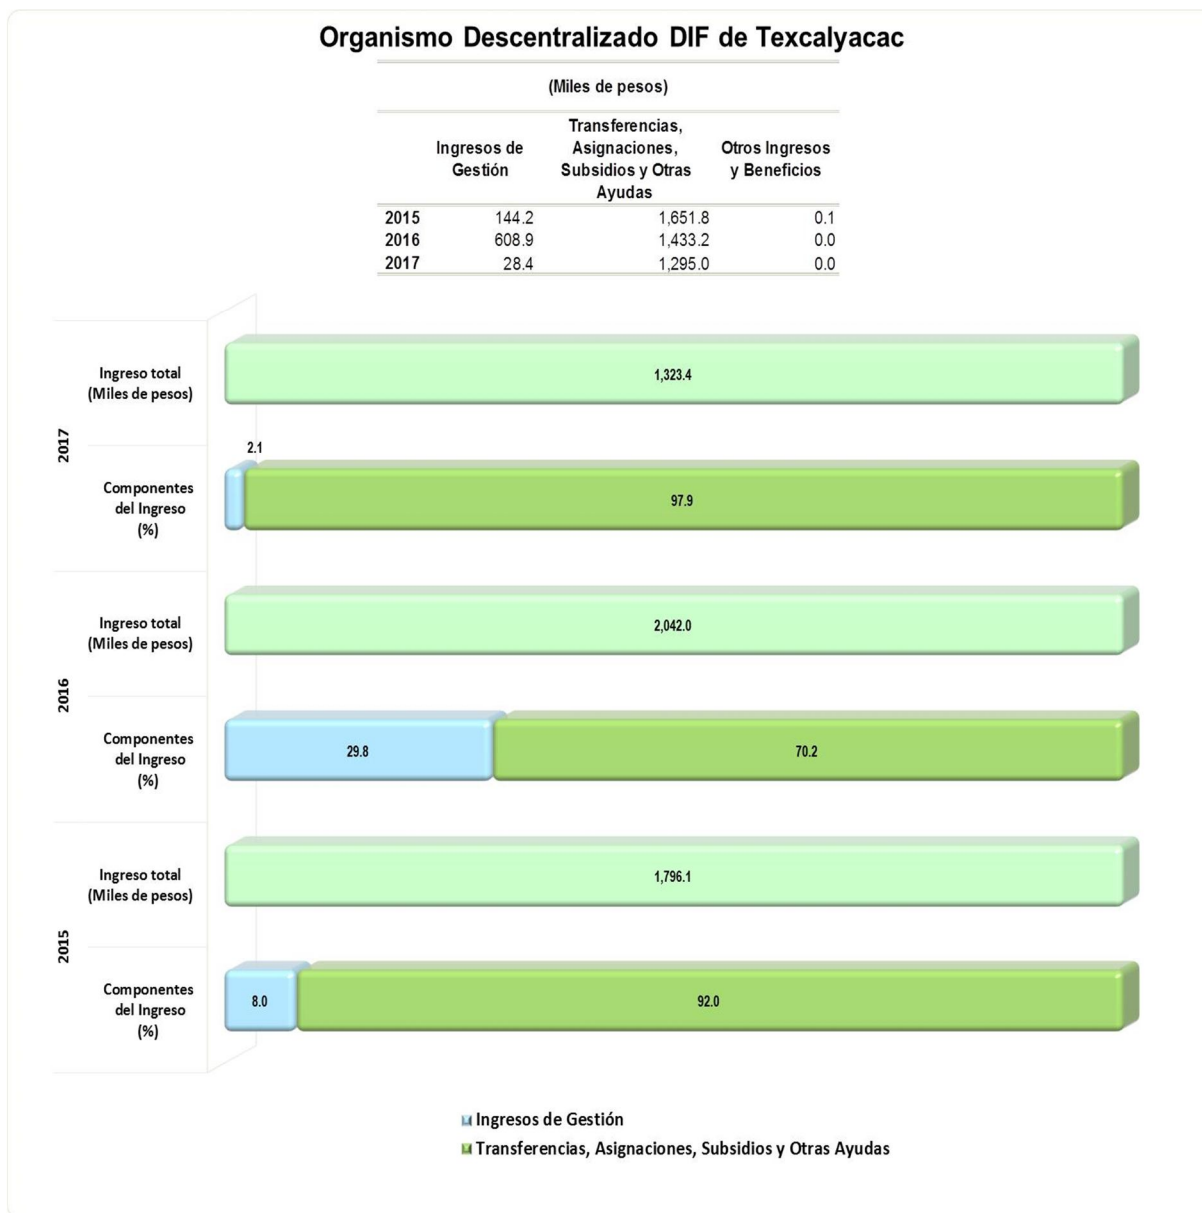 Organismo Descentralizado DIF de Texcalyacac
(Miles de pesos)
Ingresos de Gestión
Transferencias, Asignaciones, Subsidios y Otras Ayudas
Otros Ingresos y Beneficios
2015 144.2 1,651.8 0.1
2016 608.9 1,433.2 0.0
2017 28.4 1,295.0 0.0
2017
Ingreso total
(Miles de pesos)
1,323.4
Componentes
del Ingreso
(%)
2.1
97.9
2016
Ingreso total
(Miles de pesos)
2,042.0
Componentes
del Ingreso
(%)
29.8
70.2
2015
Ingreso total
(Miles de pesos)
1,796.1
Componentes
del Ingreso
(%)
8.0
92.0
Ingresos de Gestión
Transferencias, Asignaciones, Subsidios y Otras Ayudas